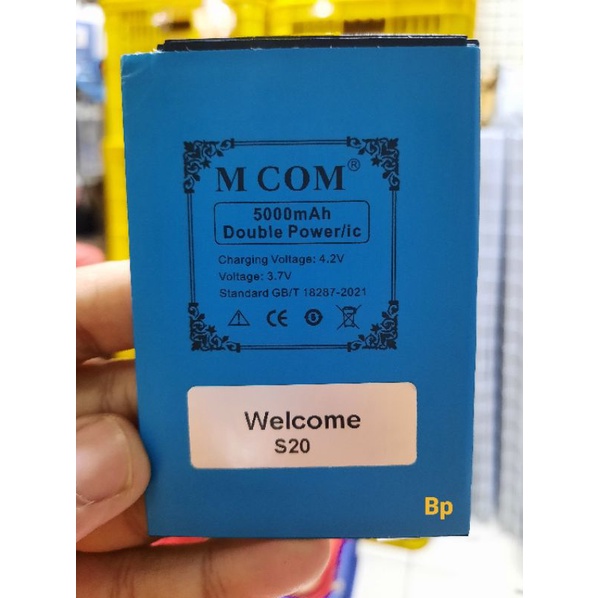 M COM®
5000mAh
Double Power/ic
Charging Voltage: 4.2V
Voltage: 3.7V
Standard GB/T 18287-2021
CE
Welcome
S20
Bp